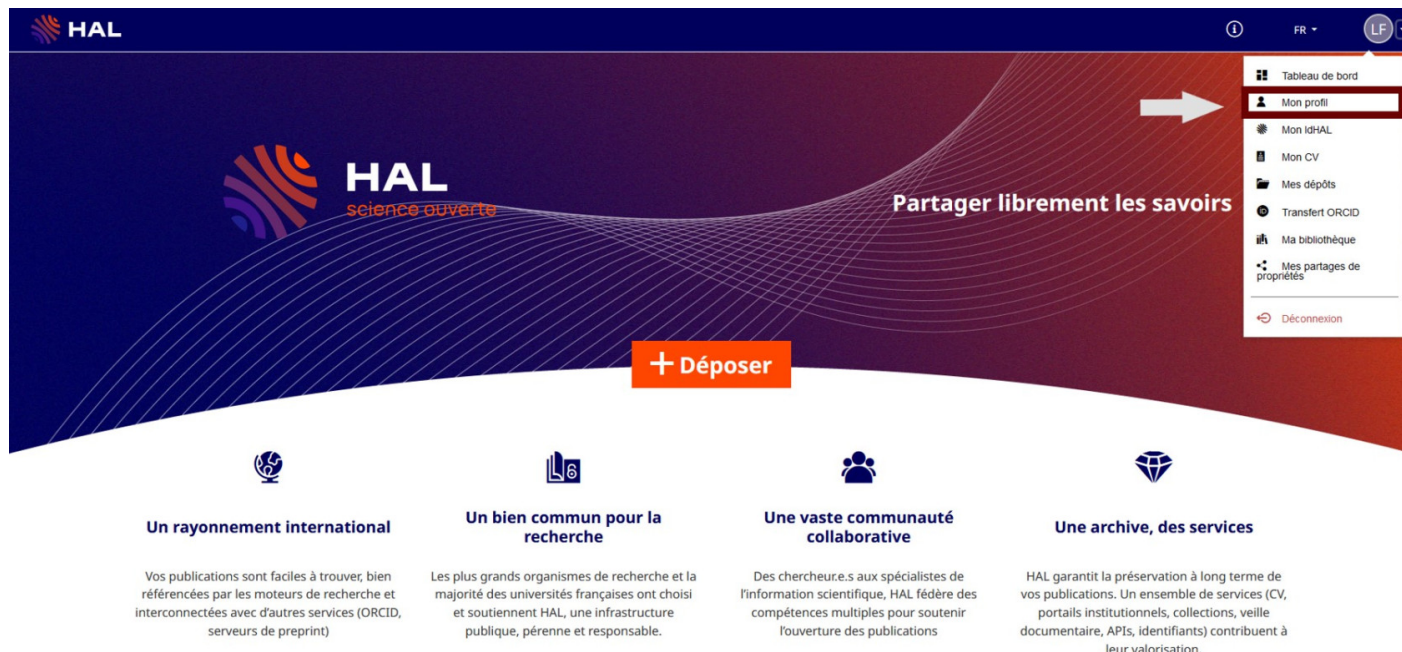 HAL
FR
LF
Tableau de bord
Mon profil
Mon IdHAL
Mon CV
Mes dépôts
Transfert ORCID
Ma bibliothèque
Mes partages de
propriétés
Déconnexion
HAL
science ouverte
Partager librement les savoirs
+ Déposer
Un rayonnement international
Vos publications sont faciles à trouver, bien
référencées par les moteurs de recherche et
interconnectées avec d'autres services (ORCID,
serveurs de preprint)
Un bien commun pour la
recherche
Les plus grands organismes de recherche et la
majorité des universités françaises ont choisi
et soutiennent HAL, une infrastructure
publique, pérenne et responsable.
Une vaste communauté
collaborative
Des chercheur.e.s aux spécialistes de
l'information scientifique, HAL fédère des
compétences multiples pour soutenir
l'ouverture des publications
Une archive, des services
HAL garantit la préservation à long terme de
vos publications. Un ensemble de services (CV,
portails institutionnels, collections, veille
documentaire, APIs, identifiants) contribuent à
leur valorisation.